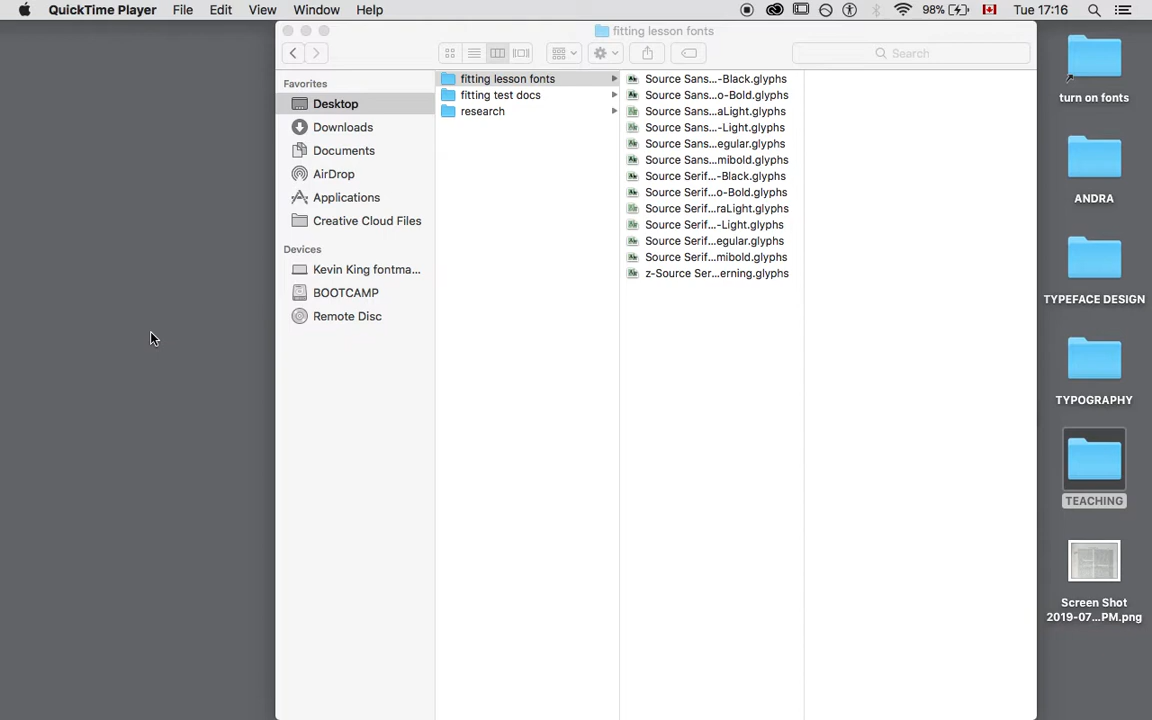 QuickTime Player File Edit View Window Help 98% Tue 17:16
fitting lesson fonts
Search
Favorites
Desktop
Downloads
Documents
AirDrop
Applications
Creative Cloud Files
Devices
Kevin King fontma...
BOOTCAMP
Remote Disc
fitting lesson fonts
fitting test docs
research
Source Sans...-Black.glyphs
Source Sans...o-Bold.glyphs
Source Sans...aLight.glyphs
Source Sans...-Light.glyphs
Source Sans...egular.glyphs
Source Sans...mibold.glyphs
Source Serif...-Black.glyphs
Source Serif...o-Bold.glyphs
Source Serif...raLight.glyphs
Source Serif...-Light.glyphs
Source Serif...egular.glyphs
Source Serif...mibold.glyphs
z-Source Ser...erning.glyphs
turn on fonts
ANDRA
TYPEFACE DESIGN
TYPOGRAPHY
TEACHING
Screen Shot
2019-07...PM.png